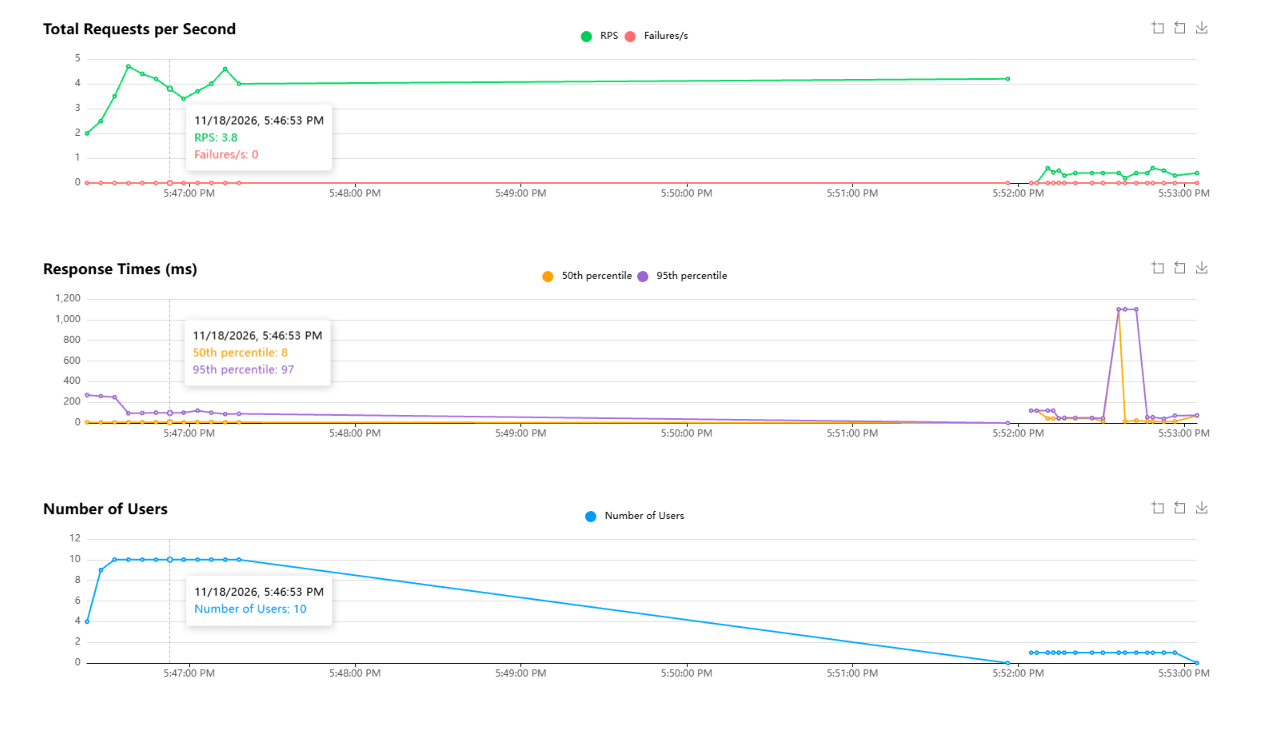 Total Requests per Second
RPS Failures/s
5
4
3
2
1
0
11/18/2026, 5:46:53 PM
RPS: 3.8
Failures/s: 0
5:47:00 PM 5:48:00 PM 5:49:00 PM 5:50:00 PM 5:51:00 PM 5:52:00 PM 5:53:00 PM
Response Times (ms)
50th percentile 95th percentile
1,200
1,000
800
600
400
200
0
11/18/2026, 5:46:53 PM
50th percentile: 8
95th percentile: 97
5:47:00 PM 5:48:00 PM 5:49:00 PM 5:50:00 PM 5:51:00 PM 5:52:00 PM 5:53:00 PM
Number of Users
Number of Users
12
10
8
6
4
2
0
11/18/2026, 5:46:53 PM
Number of Users: 10
5:47:00 PM 5:48:00 PM 5:49:00 PM 5:50:00 PM 5:51:00 PM 5:52:00 PM 5:53:00 PM